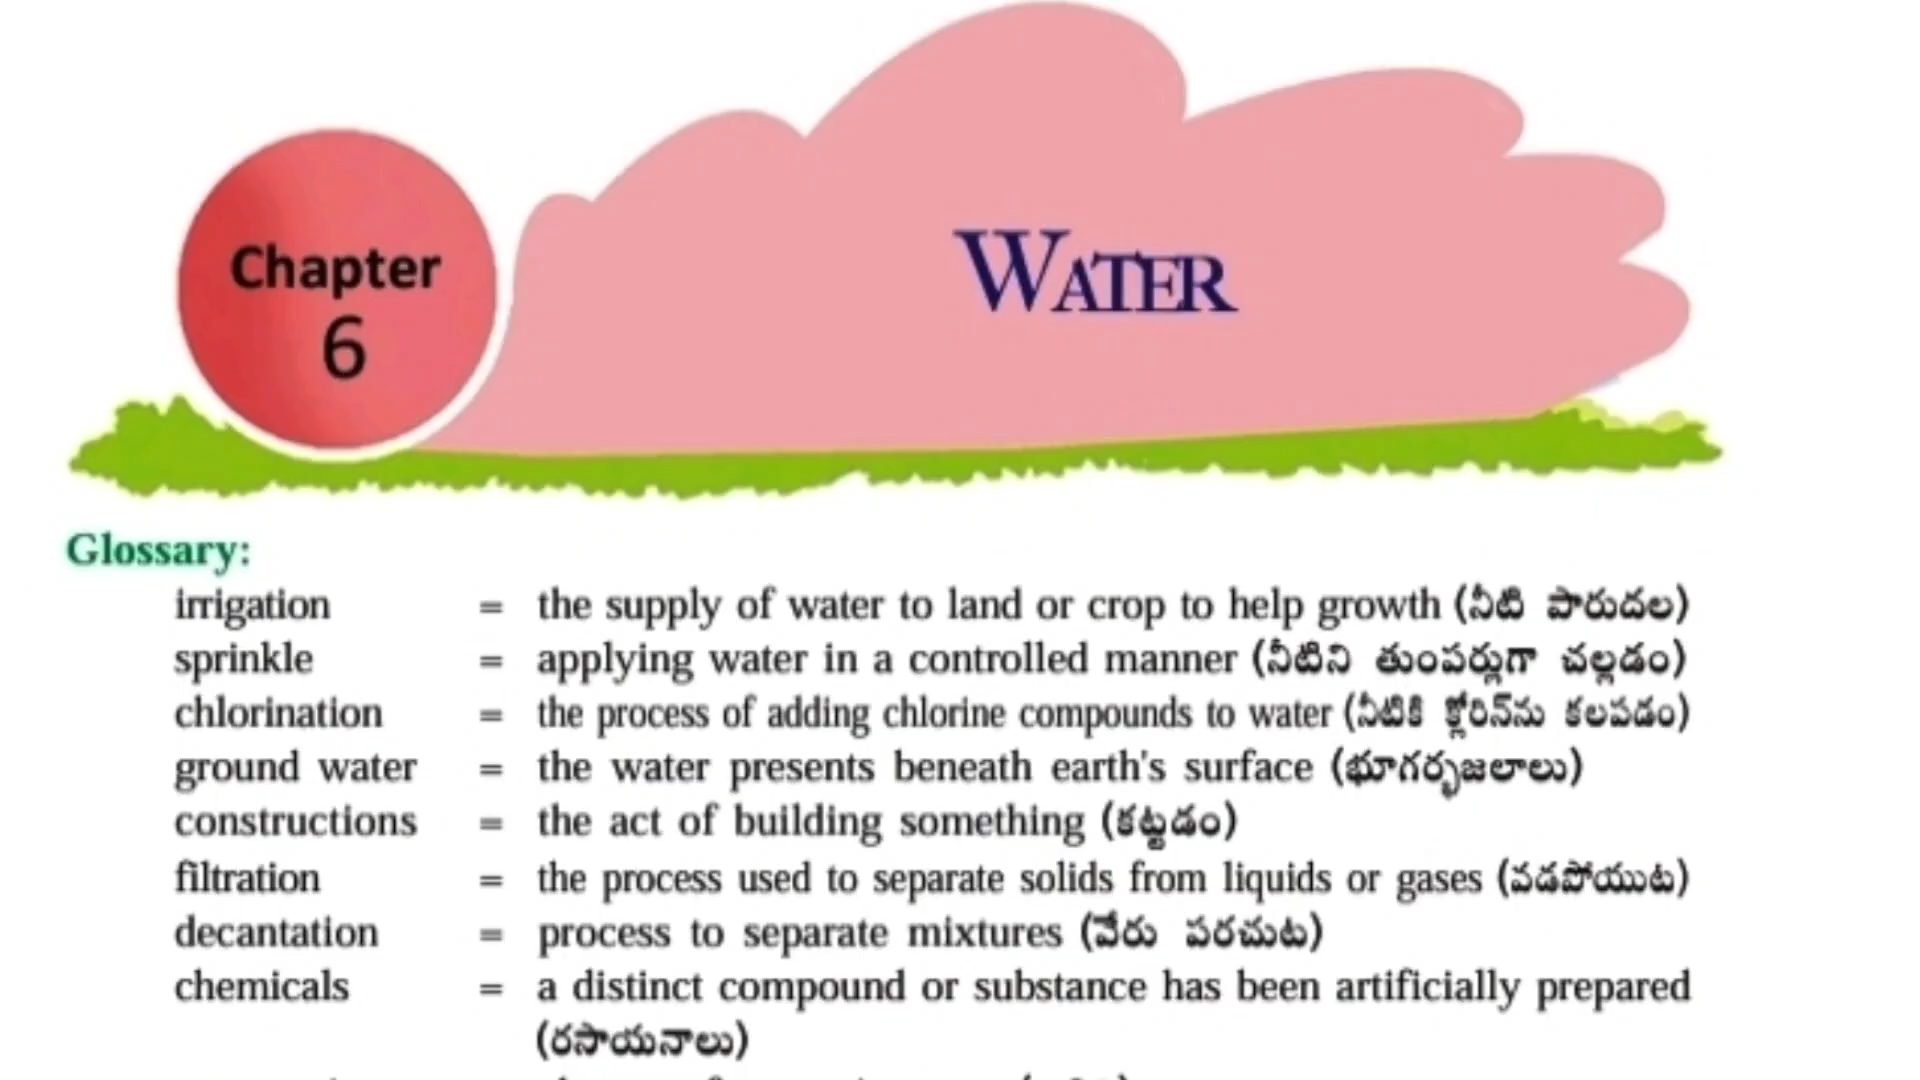 Chapter
6
WATER
Glossary:
irrigation = the supply of water to land or crop to help growth (నీటి పారుదల)
sprinkle = applying water in a controlled manner (నీటిని తుంపర్లుగా చల్లడం)
chlorination = the process of adding chlorine compounds to water (నీటికి క్లోరిన్‌ను కలపడం)
ground water = the water presents beneath earth's surface (భూగర్భజలాలు)
constructions = the act of building something (కట్టడం)
filtration = the process used to separate solids from liquids or gases (వడపోయుట)
decantation = process to separate mixtures (వేరు పరచుట)
chemicals = a distinct compound or substance has been artificially prepared
(రసాయనాలు)